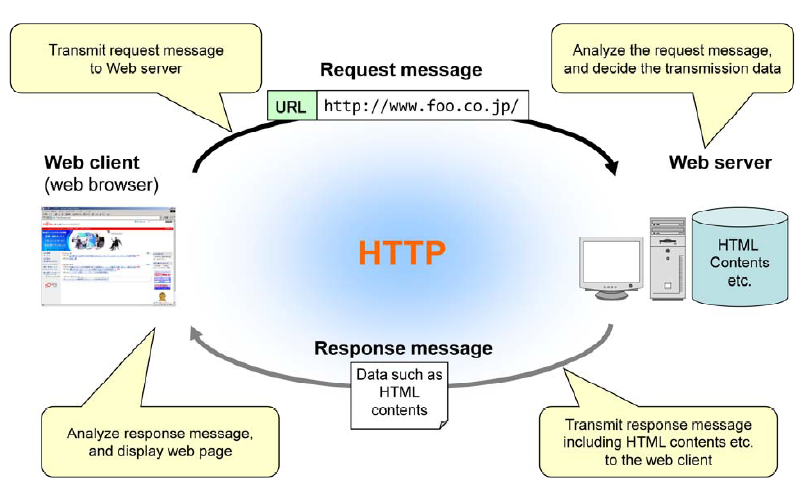 Transmit request message
to Web server
Analyze the request message,
and decide the transmission data
Request message
URL http://www.foo.co.jp/
Web client
(web browser)
Web server
HTTP
HTML
Contents
etc.
Response message
Data such as
HTML
contents
Analyze response message,
and display web page
Transmit response message
including HTML contents etc.
to the web client